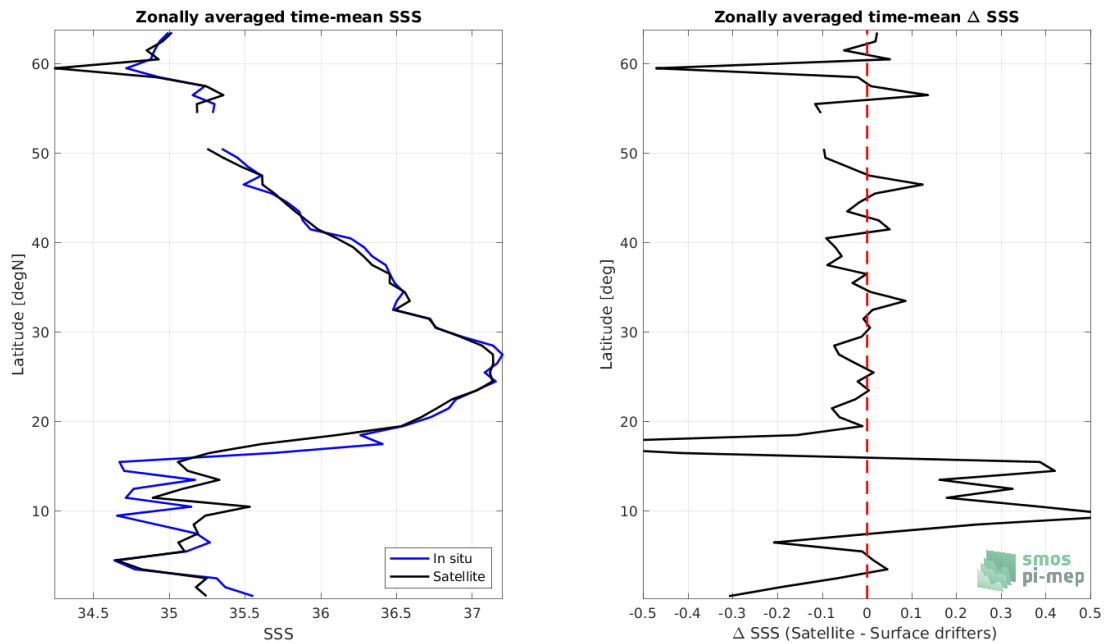 Zonally averaged time-mean SSS
60
50
40
30
20
10
34.5 35 35.5 36 36.5 37
Latitude [degN]
SSS
In situ
Satellite
Zonally averaged time-mean Δ SSS
60
50
40
30
20
10
-0.5 -0.4 -0.3 -0.2 -0.1 0 0.1 0.2 0.3 0.4 0.5
Latitude [deg]
Δ SSS (Satellite - Surface drifters)
smos
pi-mep